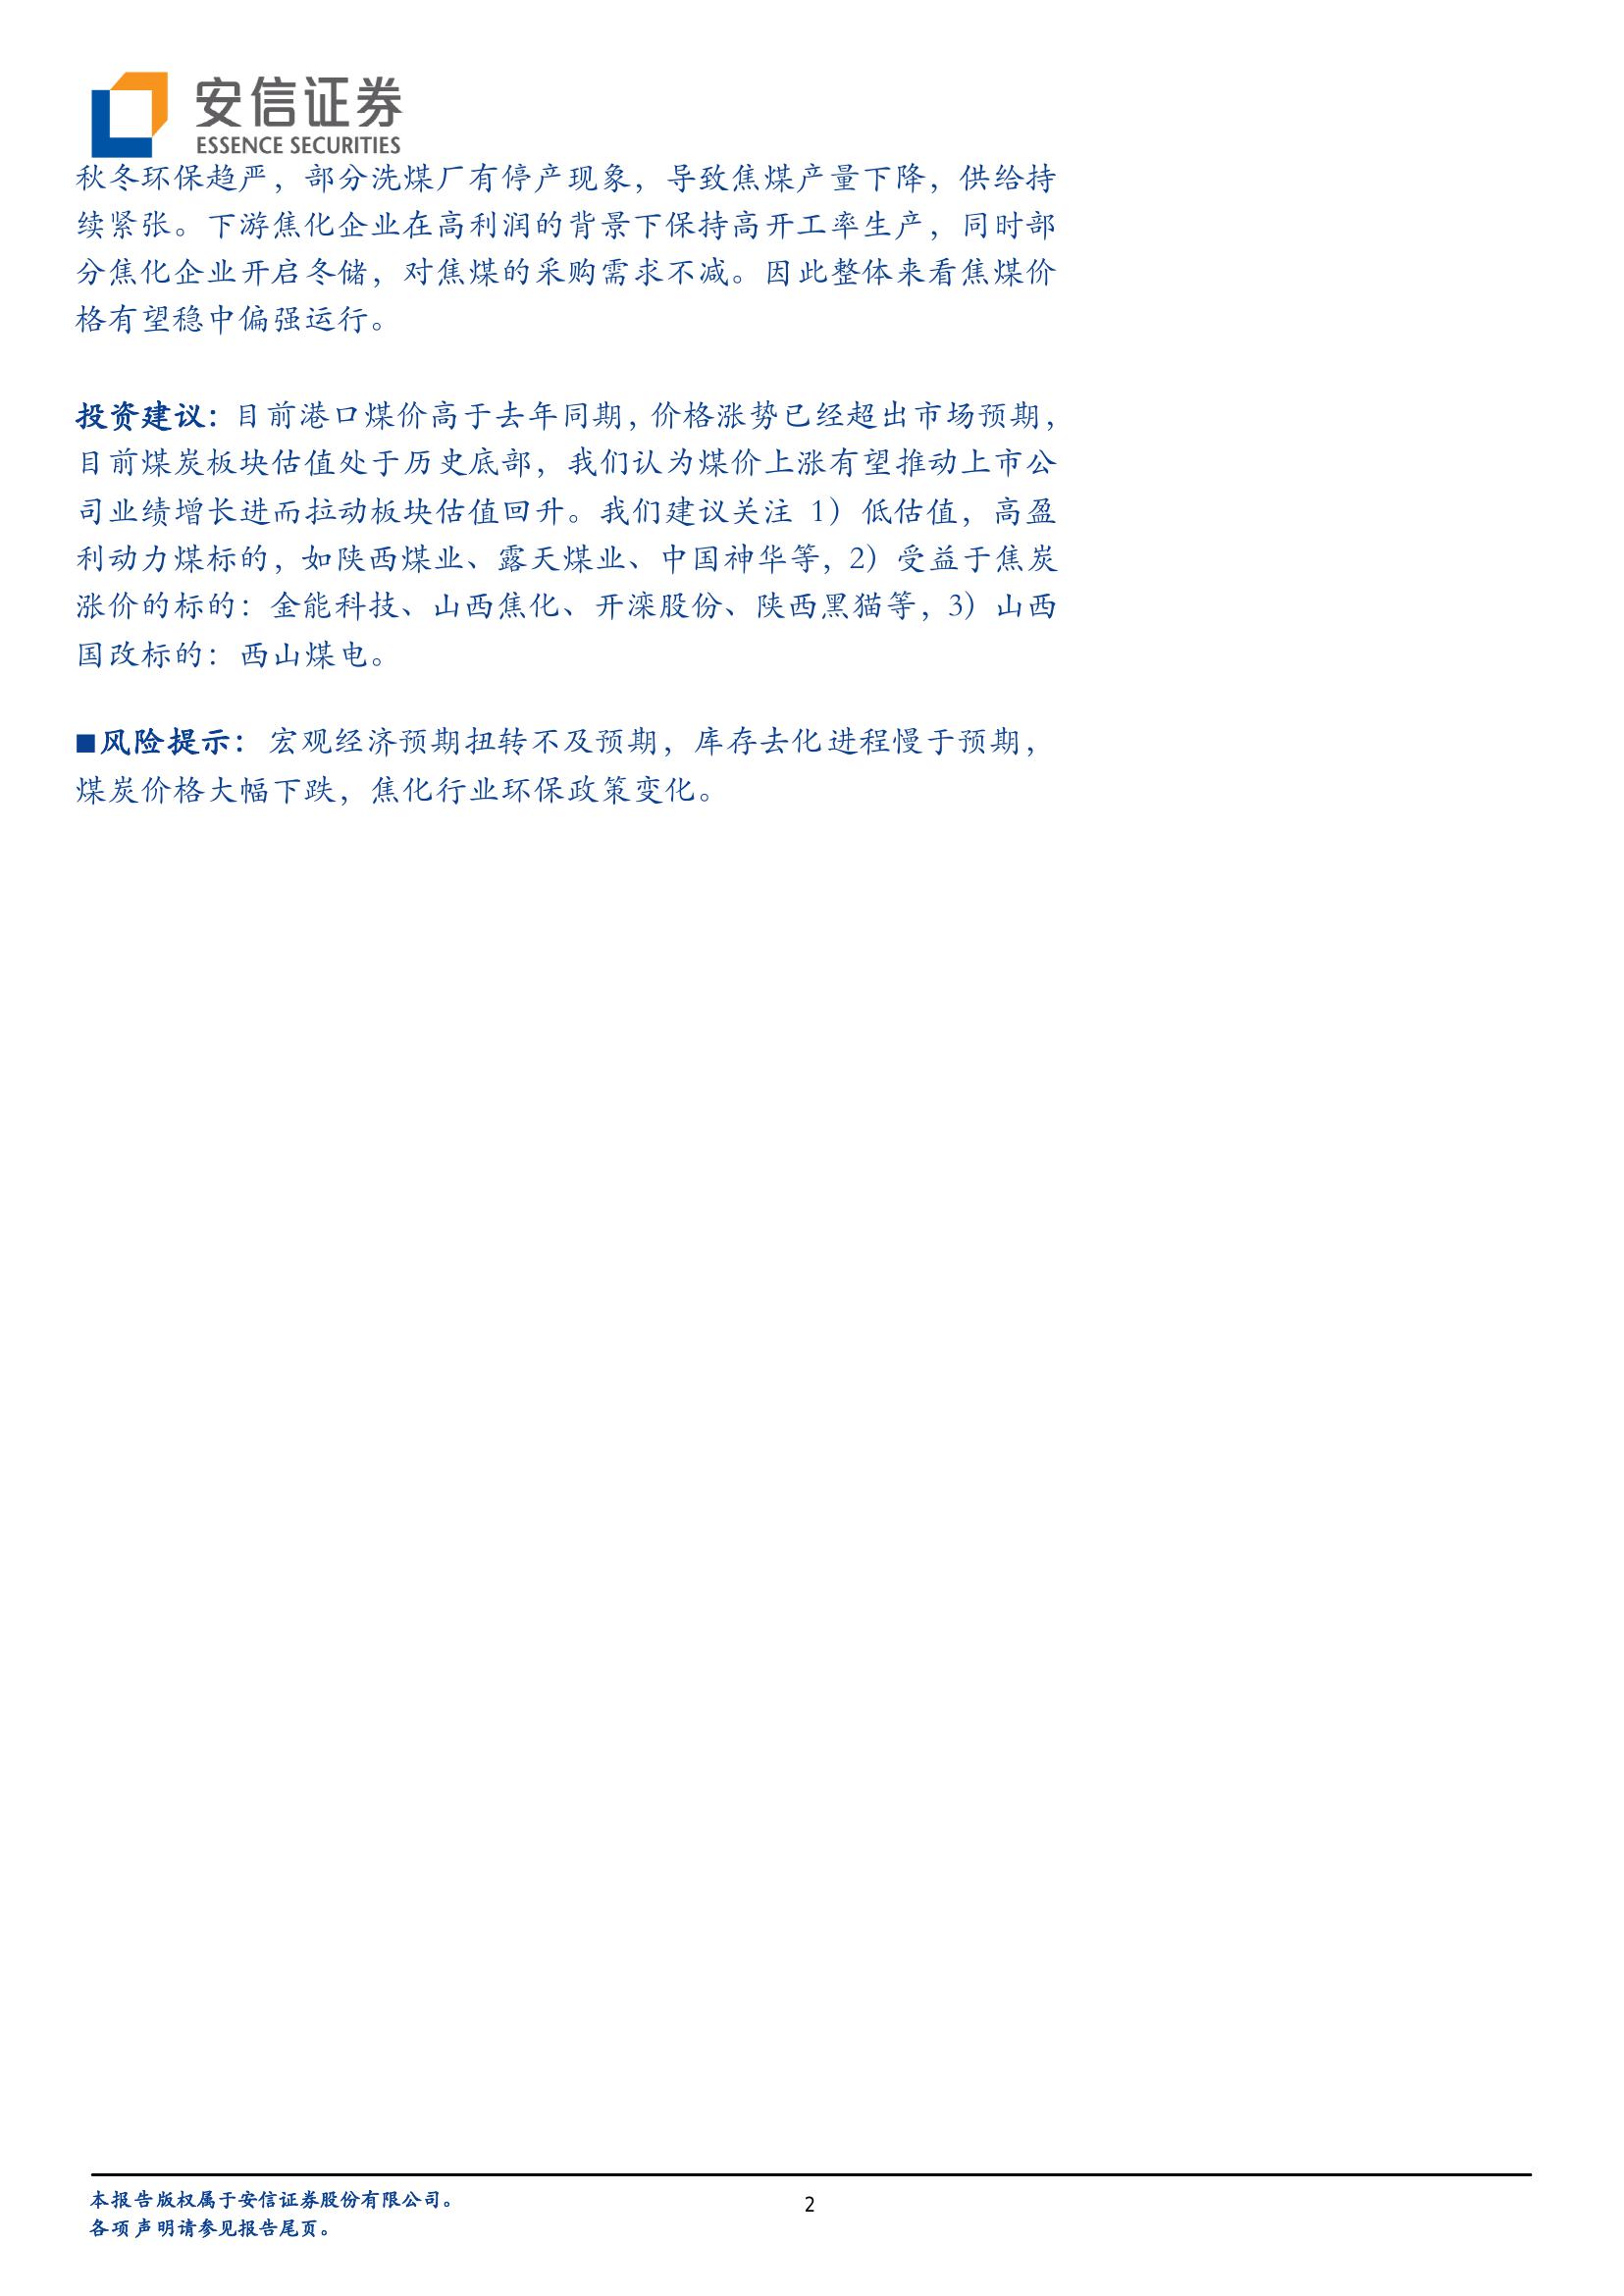 安信证券
ESSENCE SECURITIES
秋冬环保趋严，部分洗煤厂有停产现象，导致焦煤产量下降，供给持
续紧张。下游焦化企业在高利润的背景下保持高开工率生产，同时部
分焦化企业开启冬储，对焦煤的采购需求不减。因此整体来看焦煤价
格有望稳中偏强运行。
投资建议：目前港口煤价高于去年同期，价格涨势已经超出市场预期，
目前煤炭板块估值处于历史底部，我们认为煤价上涨有望推动上市公
司业绩增长进而拉动板块估值回升。我们建议关注 1）低估值，高盈
利动力煤标的，如陕西煤业、露天煤业、中国神华等，2）受益于焦炭
涨价的标的：金能科技、山西焦化、开滦股份、陕西黑猫等，3）山西
国改标的：西山煤电。
■风险提示：宏观经济预期扭转不及预期，库存去化进程慢于预期，
煤炭价格大幅下跌，焦化行业环保政策变化。
本报告版权属于安信证券股份有限公司。
各项声明请参见报告尾页。
2